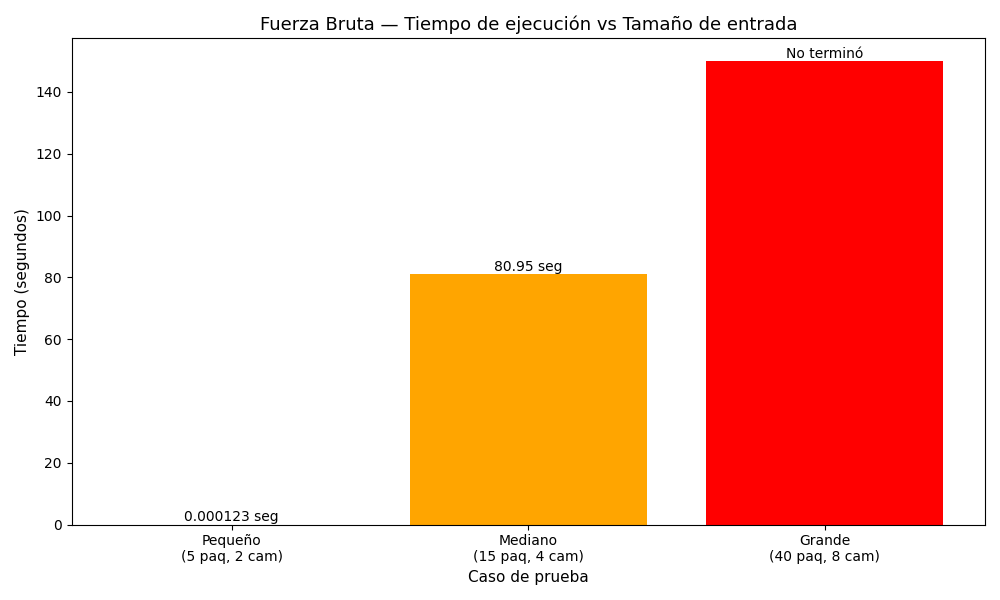 Fuerza Bruta — Tiempo de ejecución vs Tamaño de entrada
Tiempo (segundos)
140
120
100
80
60
40
20
0
No terminó
80.95 seg
0.000123 seg
Pequeño
(5 paq, 2 cam)
Mediano
(15 paq, 4 cam)
Grande
(40 paq, 8 cam)
Caso de prueba